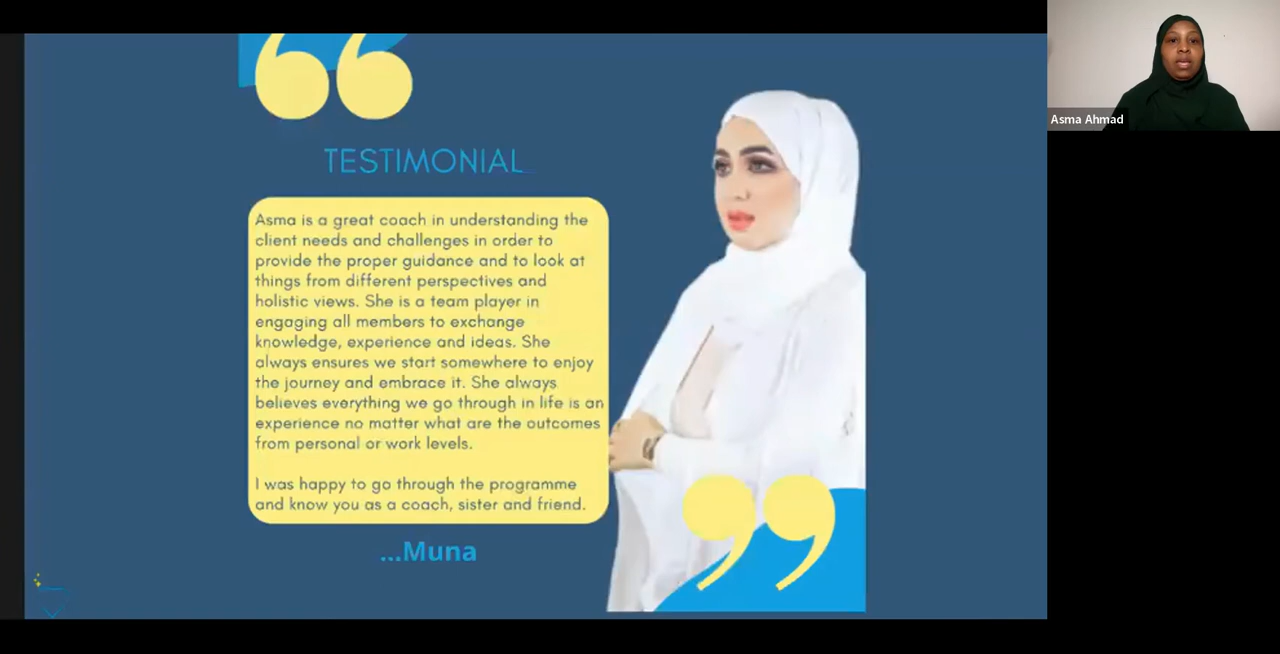 TESTIMONIAL
Asma is a great coach in understanding the
client needs and challenges in order to
provide the proper guidance and to look at
things from different perspectives and
holistic views. She is a team player in
engaging all members to exchange
knowledge, experience and ideas. She
always ensures we start somewhere to enjoy
the journey and embrace it. She always
believes everything we go through in life is an
experience no matter what are the outcomes
from personal or work levels.
I was happy to go through the programme
and know you as a coach, sister and friend.
...Muna
Asma Ahmad